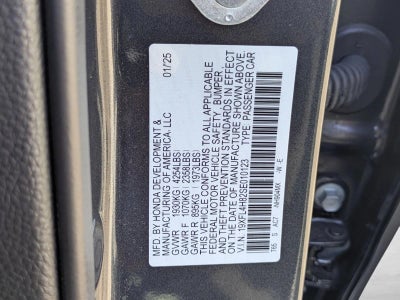 MFD. BY HONDA DEVELOPMENT &
MANUFACTURING OF AMERICA, LLC 01/25
GVWR 1930KG(4254LBS)
GAWR F 1070KG(2358LBS)
GAWR R 895KG(1973LBS)
THIS VEHICLE CONFORMS TO ALL APPLICABLE
FEDERAL MOTOR VEHICLE SAFETY, BUMPER,
AND THEFT PREVENTION STANDARDS IN EFFECT
ON THE DATE OF MANUFACTURE SHOWN ABOVE.
V.I.N. 19XFL4H82SE010123 TYPE PASSENGER CAR
W E